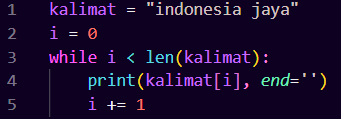 1 kalimat = "indonesia jaya"
2 i = 0
3 while i < len(kalimat):
4     print(kalimat[i], end='')
5     i += 1